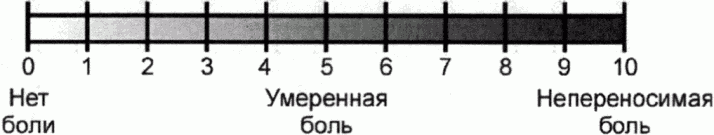 0 1 2 3 4 5 6 7 8 9 10
Нет Умеренная Непереносимая
боли боль боль